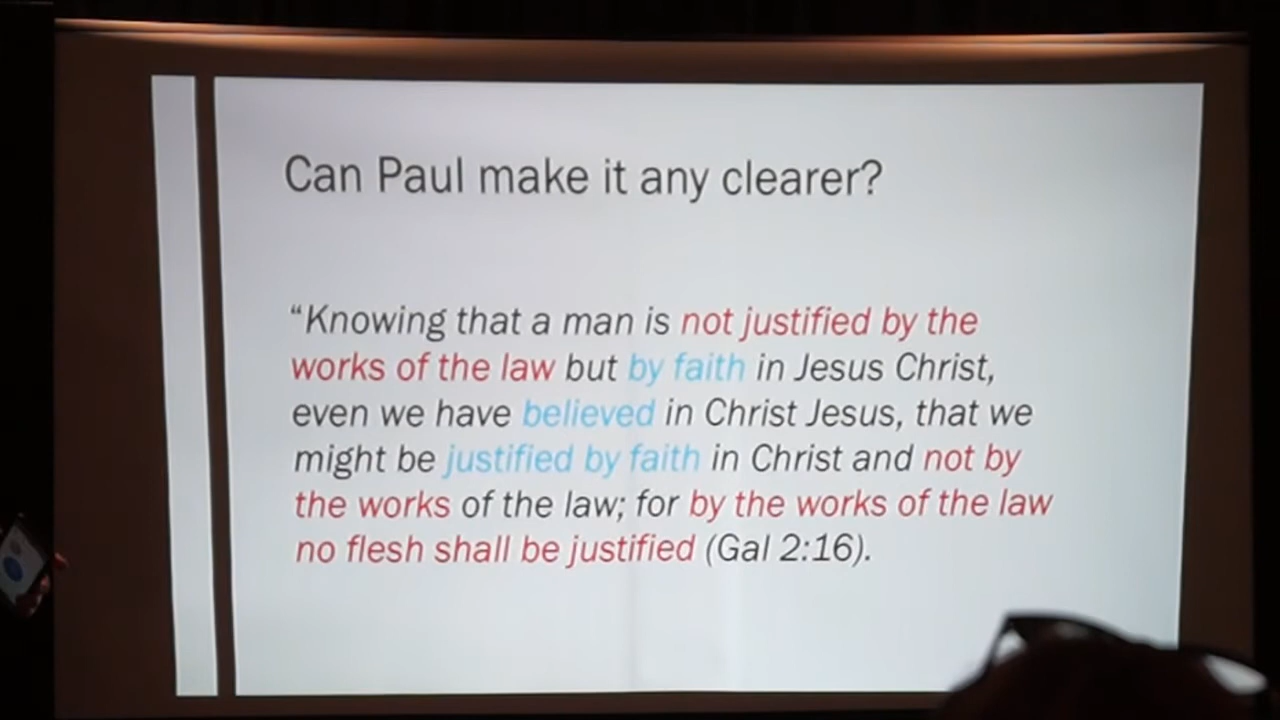 Can Paul make it any clearer?
“Knowing that a man is not justified by the
works of the law but by faith in Jesus Christ,
even we have believed in Christ Jesus, that we
might be justified by faith in Christ and not by
the works of the law; for by the works of the law
no flesh shall be justified (Gal 2:16).